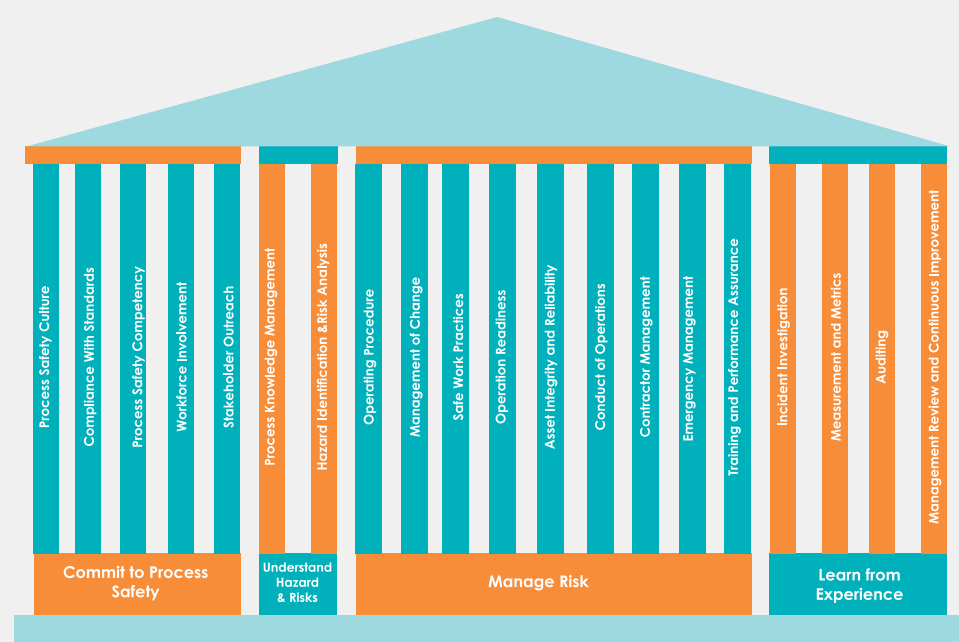 Process Safety Culture
Compliance With Standards
Process Safety Competency
Workforce Involvement
Stakeholder Outreach
Process Knowledge Management
Hazard Identification &Risk Analysis
Operating Procedure
Management of Change
Safe Work Practices
Operation Readiness
Asset Integrity and Reliability
Conduct of Operations
Contractor Management
Emergency Management
Training and Performance Assurance
Incident Investigation
Measurement and Metrics
Auditing
Management Review and Continuous Improvement
Commit to Process
Safety
Understand
Hazard
& Risks
Manage Risk
Learn from
Experience